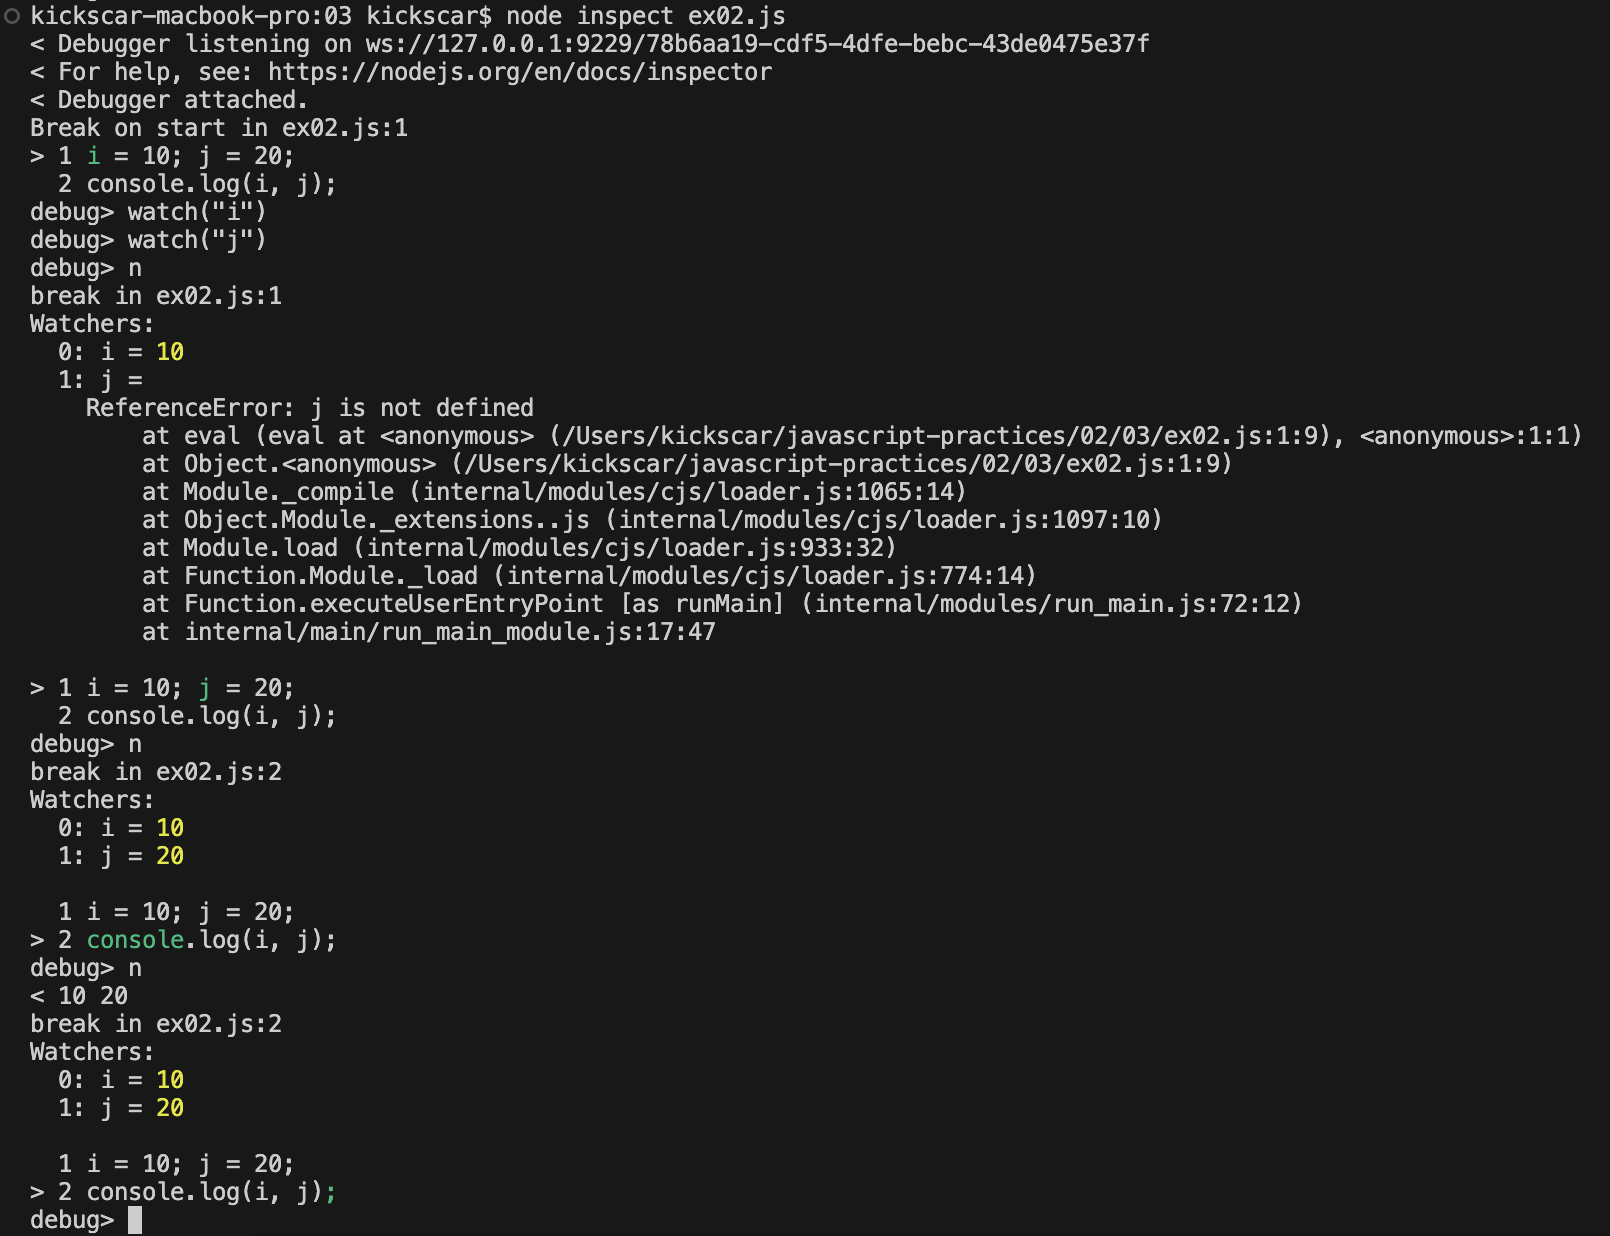 kickscar-macbook-pro:03 kickscar$ node inspect ex02.js
< Debugger listening on ws://127.0.0.1:9229/78b6aa19-cdf5-4dfe-bebc-43de0475e37f
< For help, see: https://nodejs.org/en/docs/inspector
< Debugger attached.
Break on start in ex02.js:1
> 1 i = 10; j = 20;
  2 console.log(i, j);
debug> watch("i")
debug> watch("j")
debug> n
break in ex02.js:1
Watchers:
  0: i = 10
  1: j =
    ReferenceError: j is not defined
        at eval (eval at <anonymous> (/Users/kickscar/javascript-practices/02/03/ex02.js:1:9), <anonymous>:1:1)
        at Object.<anonymous> (/Users/kickscar/javascript-practices/02/03/ex02.js:1:9)
        at Module._compile (internal/modules/cjs/loader.js:1065:14)
        at Object.Module._extensions..js (internal/modules/cjs/loader.js:1097:10)
        at Module.load (internal/modules/cjs/loader.js:933:32)
        at Function.Module._load (internal/modules/cjs/loader.js:774:14)
        at Function.executeUserEntryPoint [as runMain] (internal/modules/run_main.js:72:12)
        at internal/main/run_main_module.js:17:47

> 1 i = 10; j = 20;
  2 console.log(i, j);
debug> n
break in ex02.js:2
Watchers:
  0: i = 10
  1: j = 20

  1 i = 10; j = 20;
> 2 console.log(i, j);
debug> n
< 10 20
break in ex02.js:2
Watchers:
  0: i = 10
  1: j = 20

  1 i = 10; j = 20;
> 2 console.log(i, j);
debug>